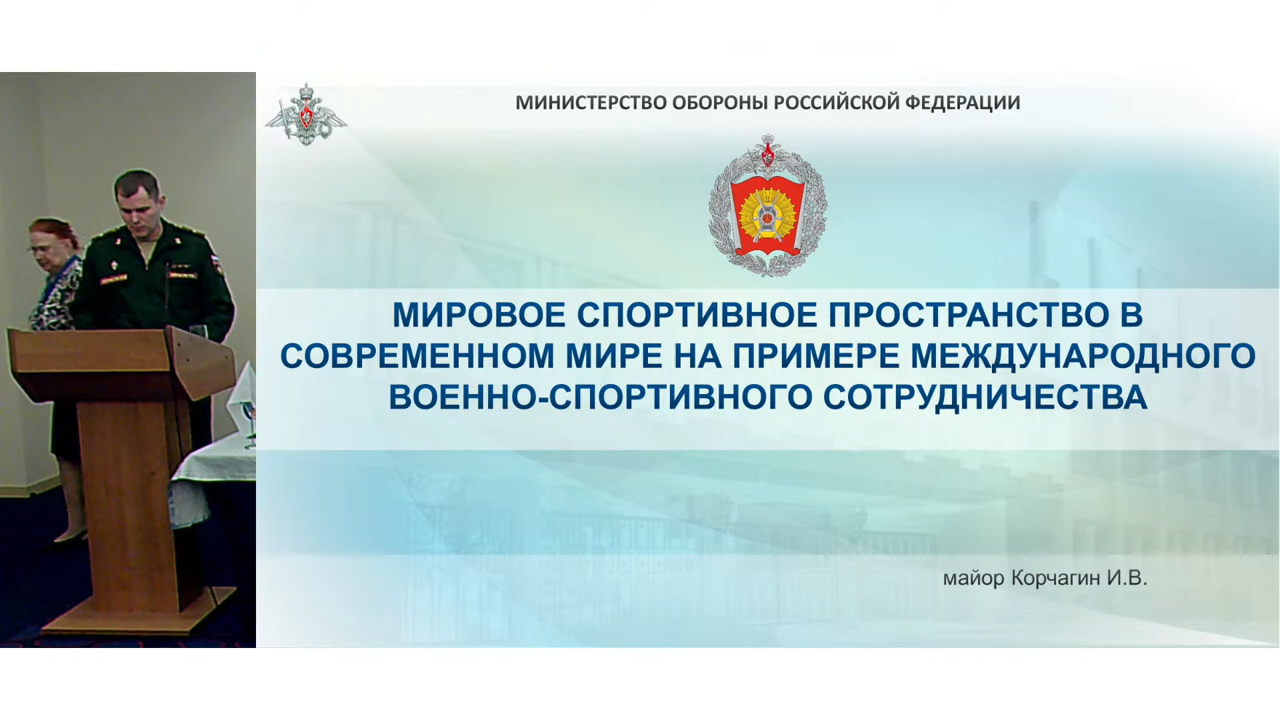 МИНИСТЕРСТВО ОБОРОНЫ РОССИЙСКОЙ ФЕДЕРАЦИИ
МИРОВОЕ СПОРТИВНОЕ ПРОСТРАНСТВО В
СОВРЕМЕННОМ МИРЕ НА ПРИМЕРЕ МЕЖДУНАРОДНОГО
ВОЕННО-СПОРТИВНОГО СОТРУДНИЧЕСТВА
майор Корчагин И.В.